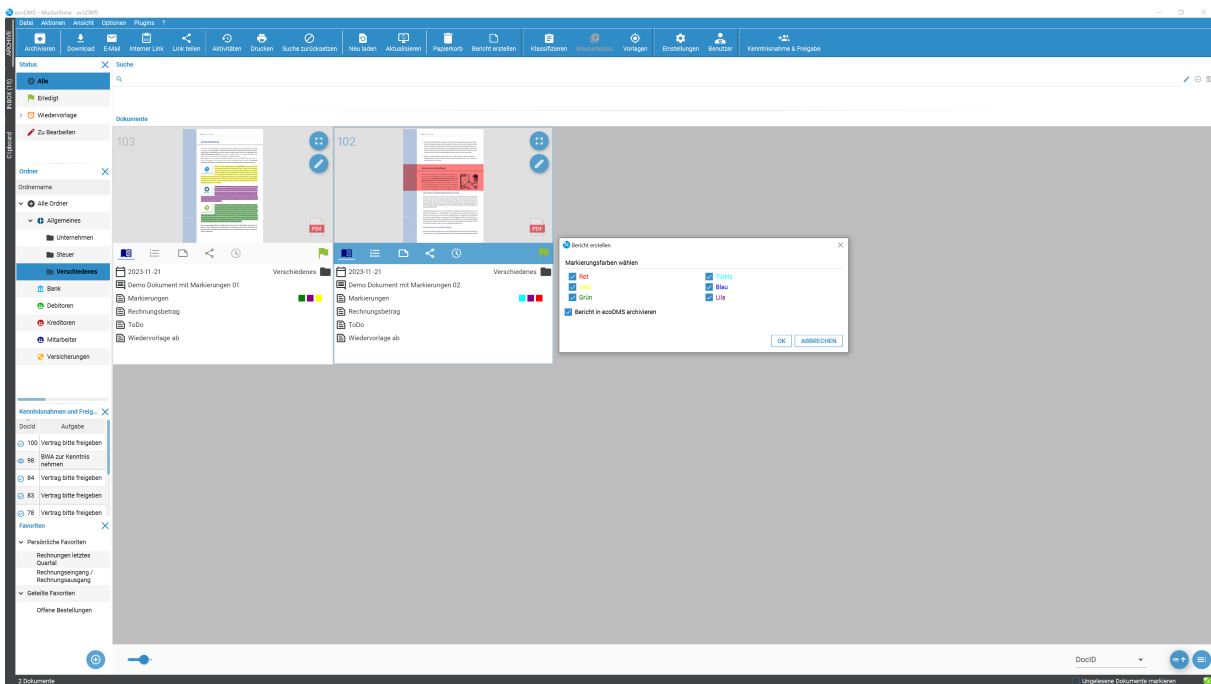 ecoDMS - Musterfirma - ecoDMS
Datei Aktionen Ansicht Optionen Plugins ?
Archivieren Download E-Mail Interner Link Link teilen Aktivitäten Drucken Suche zurücksetzen Neu laden Aktualisieren Papierkorb Bericht erstellen Klassifizieren Massenklass. Vorlagen Einstellungen Benutzer Kenntnisnahme & Freigabe
ARCHIVE
INBOX (15)
Clipboard
Status
Alle
Erledigt
Wiedervorlage
Zu Bearbeiten
Ordner
Ordnername
Alle Ordner
Allgemeines
Unternehmen
Steuer
Verschiedenes
Bank
Debitoren
Kreditoren
Mitarbeiter
Versicherungen
Kenntnisnahmen und Freig...
DocId Aufgabe
100 Vertrag bitte freigeben
98 BWA zur Kenntnis
nehmen
84 Vertrag bitte freigeben
83 Vertrag bitte freigeben
78 Vertrag bitte freigeben
Favoriten
Persönliche Favoriten
Rechnungen letztes
Quartal
Rechnungseingang /
Rechnungsausgang
Geteilte Favoriten
Offene Bestellungen
Suche
Dokumente
103
PDF
2023-11-21 Verschiedenes
Demo Dokument mit Markierungen 01
Markierungen
Rechnungsbetrag
ToDo
Wiedervorlage ab
102
PDF
2023-11-21 Verschiedenes
Demo Dokument mit Markierungen 02
Markierungen
Rechnungsbetrag
ToDo
Wiedervorlage ab
Bericht erstellen
Markierungsfarben wählen
Rot Türkis
Gelb Blau
Grün Lila
Bericht in ecoDMS archivieren
OK ABBRECHEN
DocID
2 Dokumente
Ungelesene Dokumente markieren